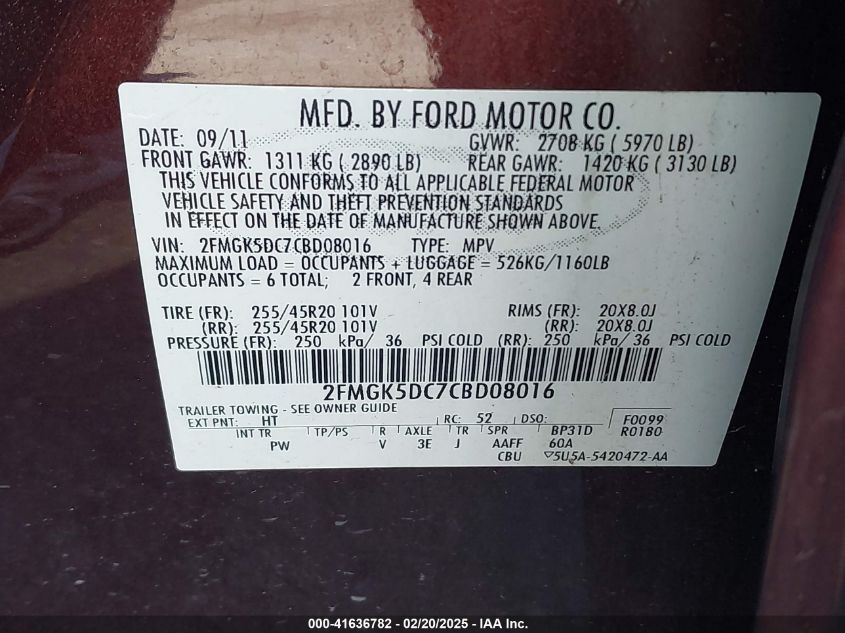 MFD. BY FORD MOTOR CO.
DATE: 09/11 GVWR: 2708 KG ( 5970 LB)
FRONT GAWR: 1311 KG ( 2890 LB) REAR GAWR: 1420 KG ( 3130 LB)
THIS VEHICLE CONFORMS TO ALL APPLICABLE FEDERAL MOTOR
VEHICLE SAFETY AND THEFT PREVENTION STANDARDS
IN EFFECT ON THE DATE OF MANUFACTURE SHOWN ABOVE.
VIN: 2FMGK5DC7CBD08016 TYPE: MPV
MAXIMUM LOAD = OCCUPANTS + LUGGAGE = 526KG/1160LB
OCCUPANTS = 6 TOTAL; 2 FRONT, 4 REAR
TIRE (FR): 255/45R20 101V RIMS (FR): 20X8.0J
(RR): 255/45R20 101V (RR): 20X8.0J
PRESSURE (FR): 250 kPa/ 36 PSI COLD (RR): 250 kPa/ 36 PSI COLD
2FMGK5DC7CBD08016
TRAILER TOWING - SEE OWNER GUIDE
EXT PNT: HT RC: 52 DSO: F0099
INT TR TP/PS R AXLE TR SPR BP31D R0180
PW V 3E J AAFF 60A
CBU ▽5U5A-5420472-AA
000-41636782 — 02/20/2025 — IAA Inc.